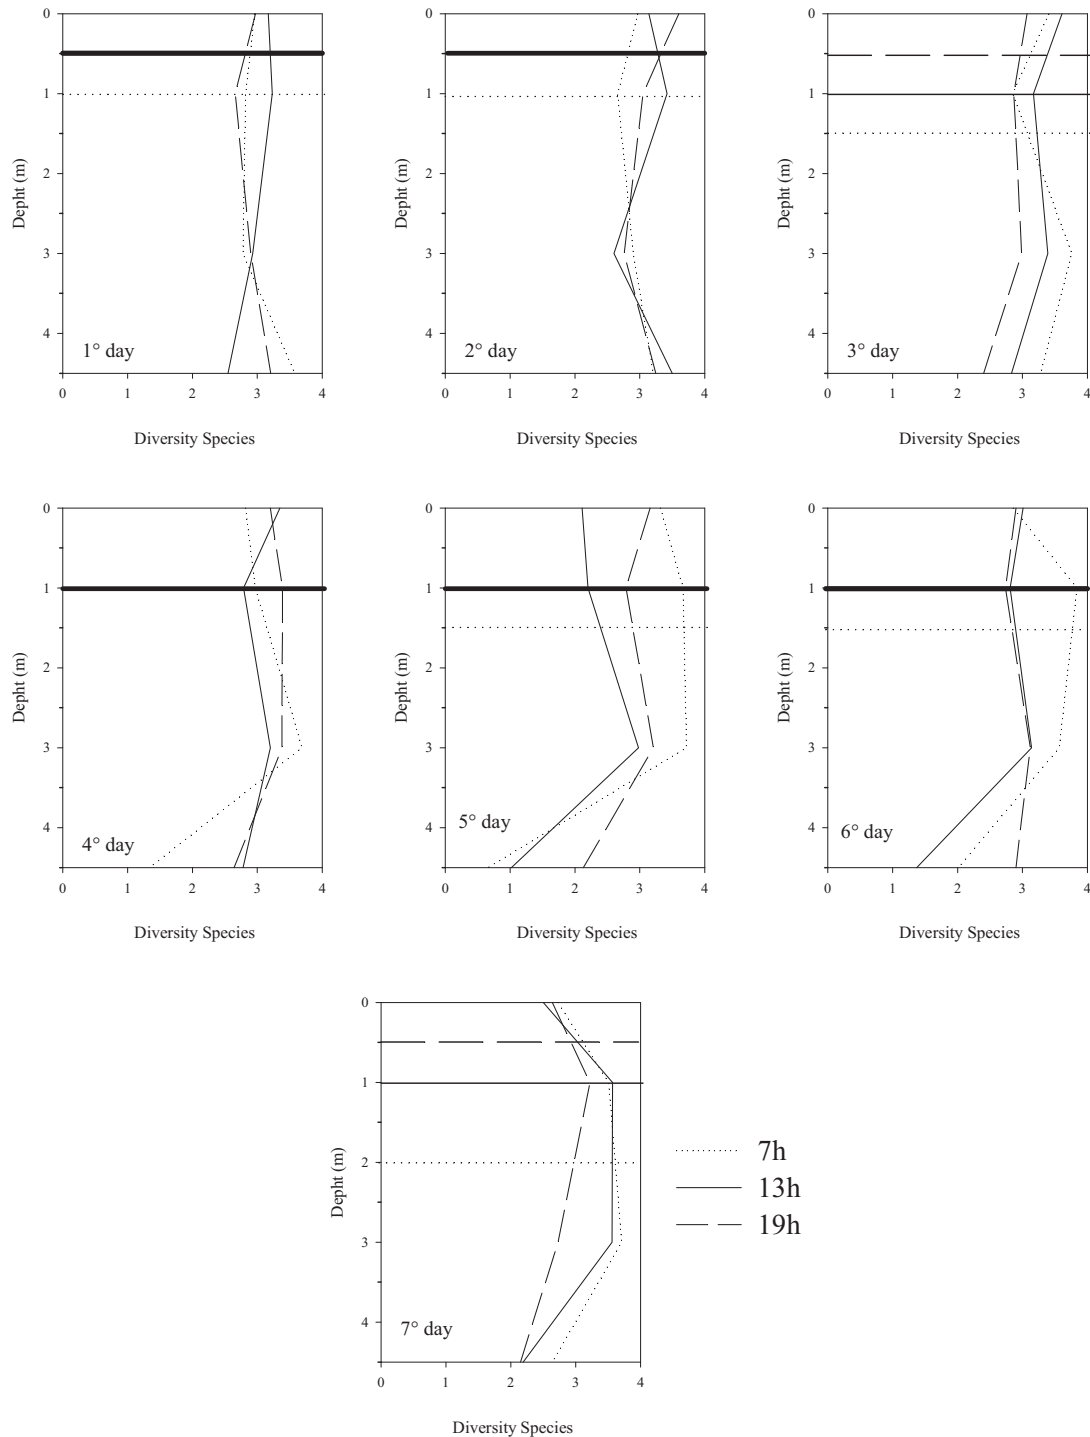 0
1
2
3
4
Depht (m)
1° day
0 1 2 3 4
Diversity Species
0
1
2
3
4
Depht (m)
2° day
0 1 2 3 4
Diversity Species
0
1
2
3
4
Depht (m)
3° day
0 1 2 3 4
Diversity Species
0
1
2
3
4
Depht (m)
4° day
0 1 2 3 4
Diversity Species
0
1
2
3
4
Depht (m)
5° day
0 1 2 3 4
Diversity Species
0
1
2
3
4
Depht (m)
6° day
0 1 2 3 4
Diversity Species
0
1
2
3
4
Depht (m)
7° day
0 1 2 3 4
Diversity Species
7h
13h
19h